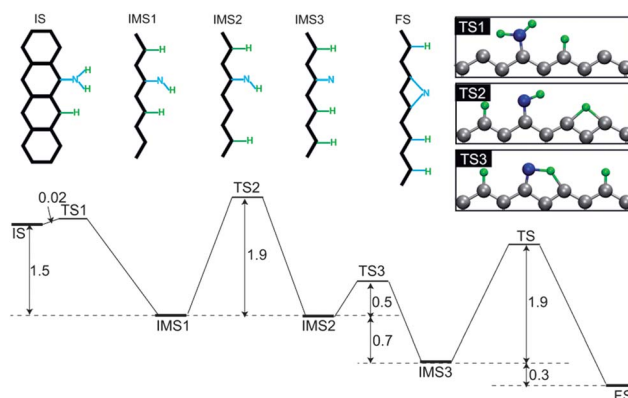 IS
IMS1
IMS2
IMS3
FS
TS1
H
N
H
H
H
N
H
H
H
N
H
H
H
N
H
H
H
N
H
H
TS2
TS3
0.02
IS
TS1
1.5
IMS1
TS2
1.9
IMS2
TS3
0.5
0.7
IMS3
TS
1.9
0.3
FS